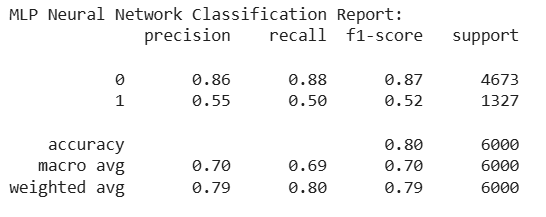 MLP Neural Network Classification Report:
precision recall f1-score support
0 0.86 0.88 0.87 4673
1 0.55 0.50 0.52 1327
accuracy 0.80 6000
macro avg 0.70 0.69 0.70 6000
weighted avg 0.79 0.80 0.79 6000